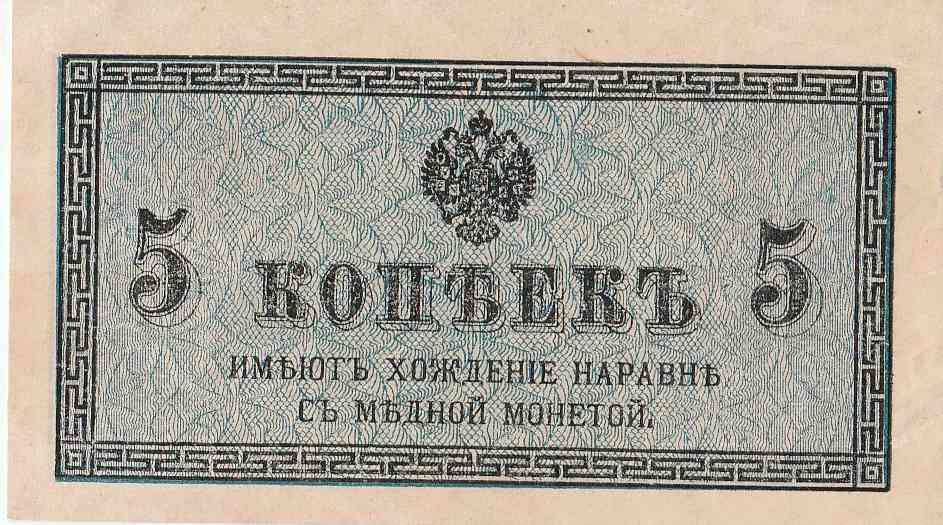 5 КОПѢЕКЪ 5
ИМѢЮТЪ ХОЖДЕНІЕ НАРАВНѢ
СЪ МѢДНОЙ МОНЕТОЙ.